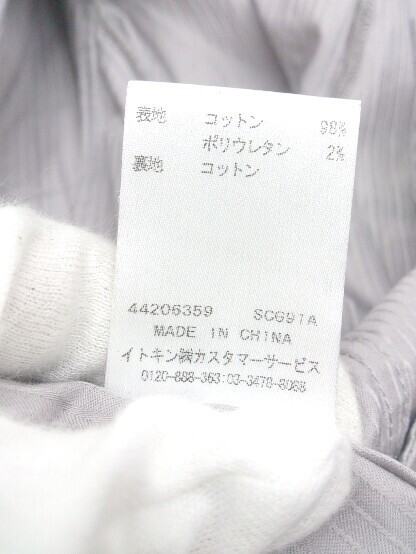 表地 コットン 98%
ポリウレタン 2%
裏地 コットン
44206359 SCG91A
MADE IN CHINA
イトキン㈱カスタマーサービス
0120-888-363:03-3478-8088